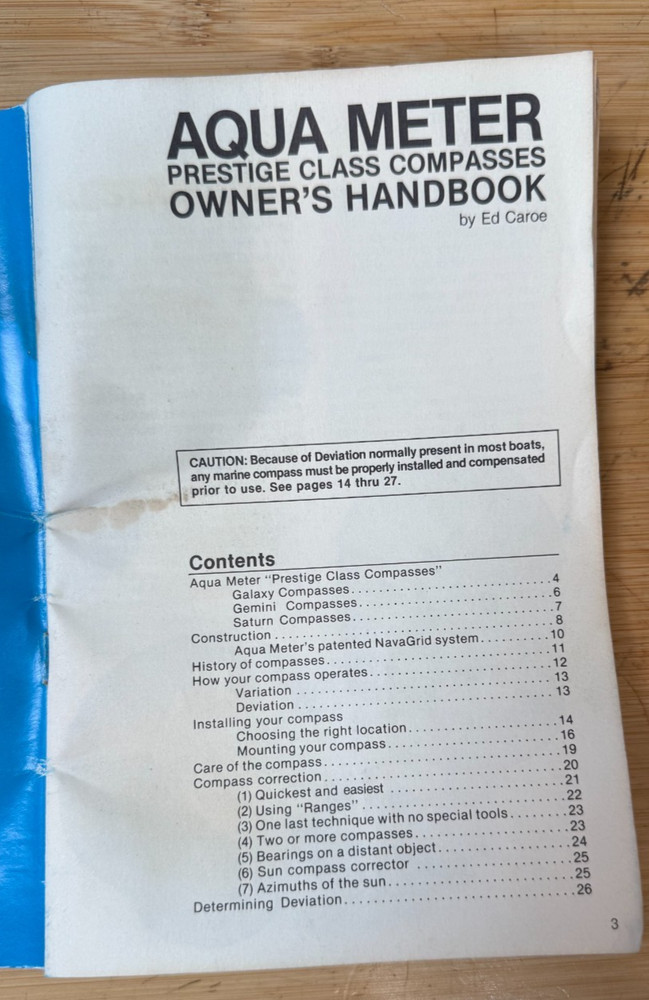 AQUA METER
PRESTIGE CLASS COMPASSES
OWNER'S HANDBOOK
by Ed Caroe
CAUTION: Because of Deviation normally present in most boats,
any marine compass must be properly installed and compensated
prior to use. See pages 14 thru 27.
Contents
Aqua Meter "Prestige Class Compasses"
Galaxy Compasses....................4
Gemini Compasses....................6
Saturn Compasses....................7
Construction....................8
Aqua Meter's patented NavaGrid system..........10
History of compasses....................11
How your compass operates....................12
Variation....................13
Deviation....................13
Installing your compass
Choosing the right location....................14
Mounting your compass....................16
Care of the compass....................19
Compass correction....................20
(1) Quickest and easiest....................21
(2) Using "Ranges"....................22
(3) One last technique with no special tools.......23
(4) Two or more compasses....................23
(5) Bearings on a distant object....................24
(6) Sun compass corrector....................25
(7) Azimuths of the sun....................25
Determining Deviation....................26
3